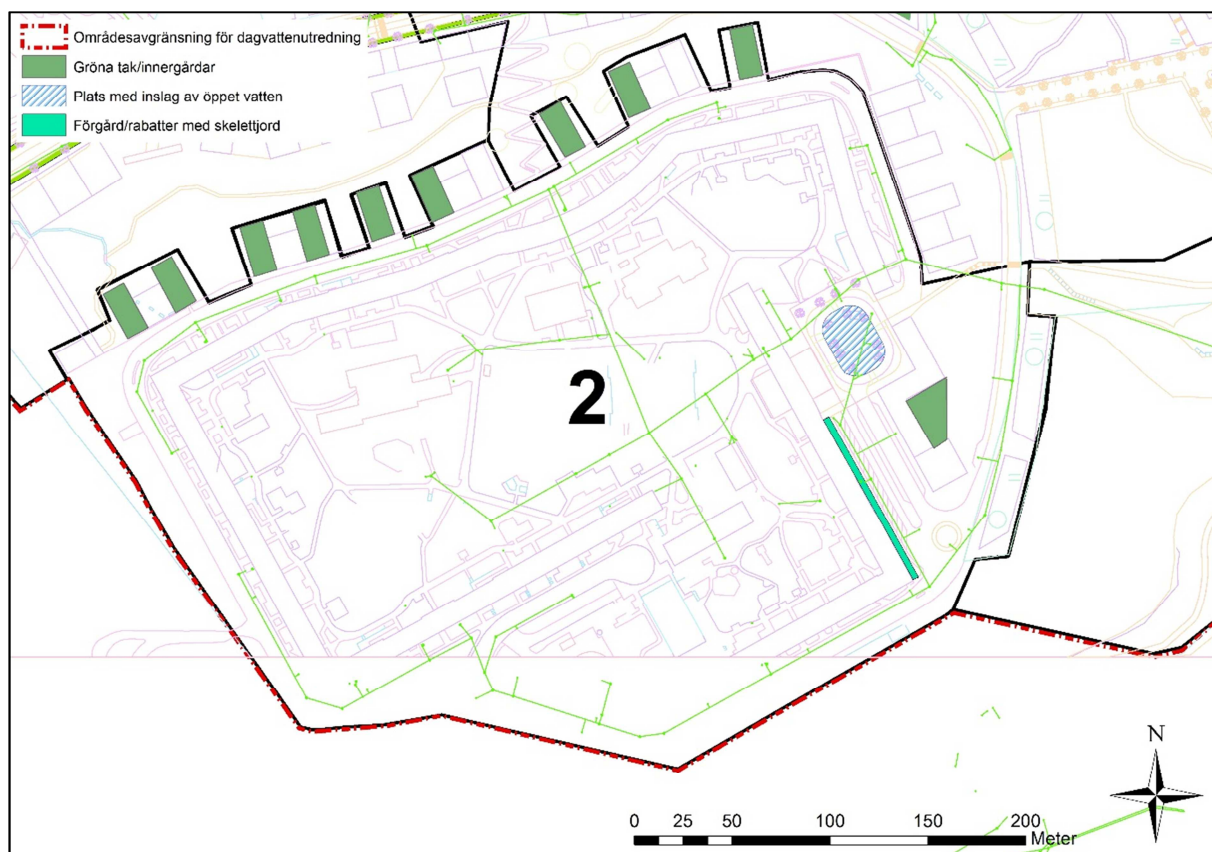 Områdesavgränsning för dagvattenutredning
Gröna tak/innergårdar
Plats med inslag av öppet vatten
Förgård/rabatter med skelettjord
2
N
0 25 50 100 150 200
Meter